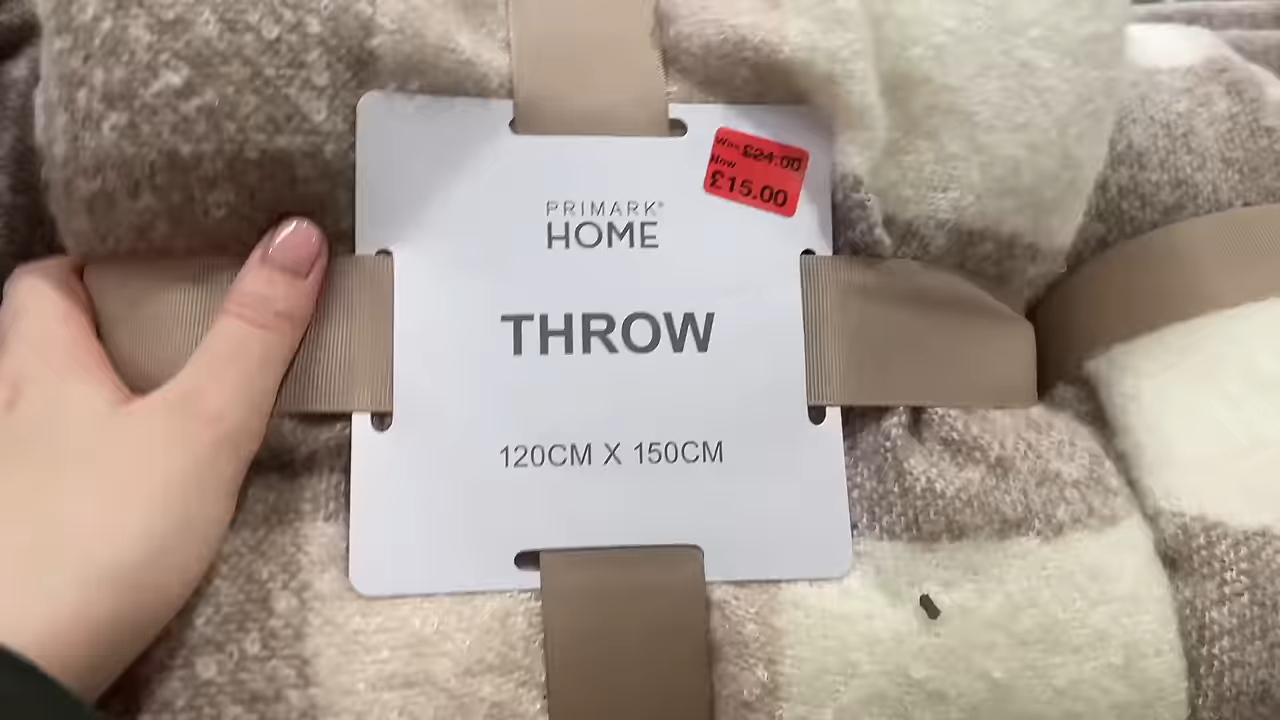 Was £24.00
Now
£15.00
PRIMARK®
HOME
THROW
120CM X 150CM